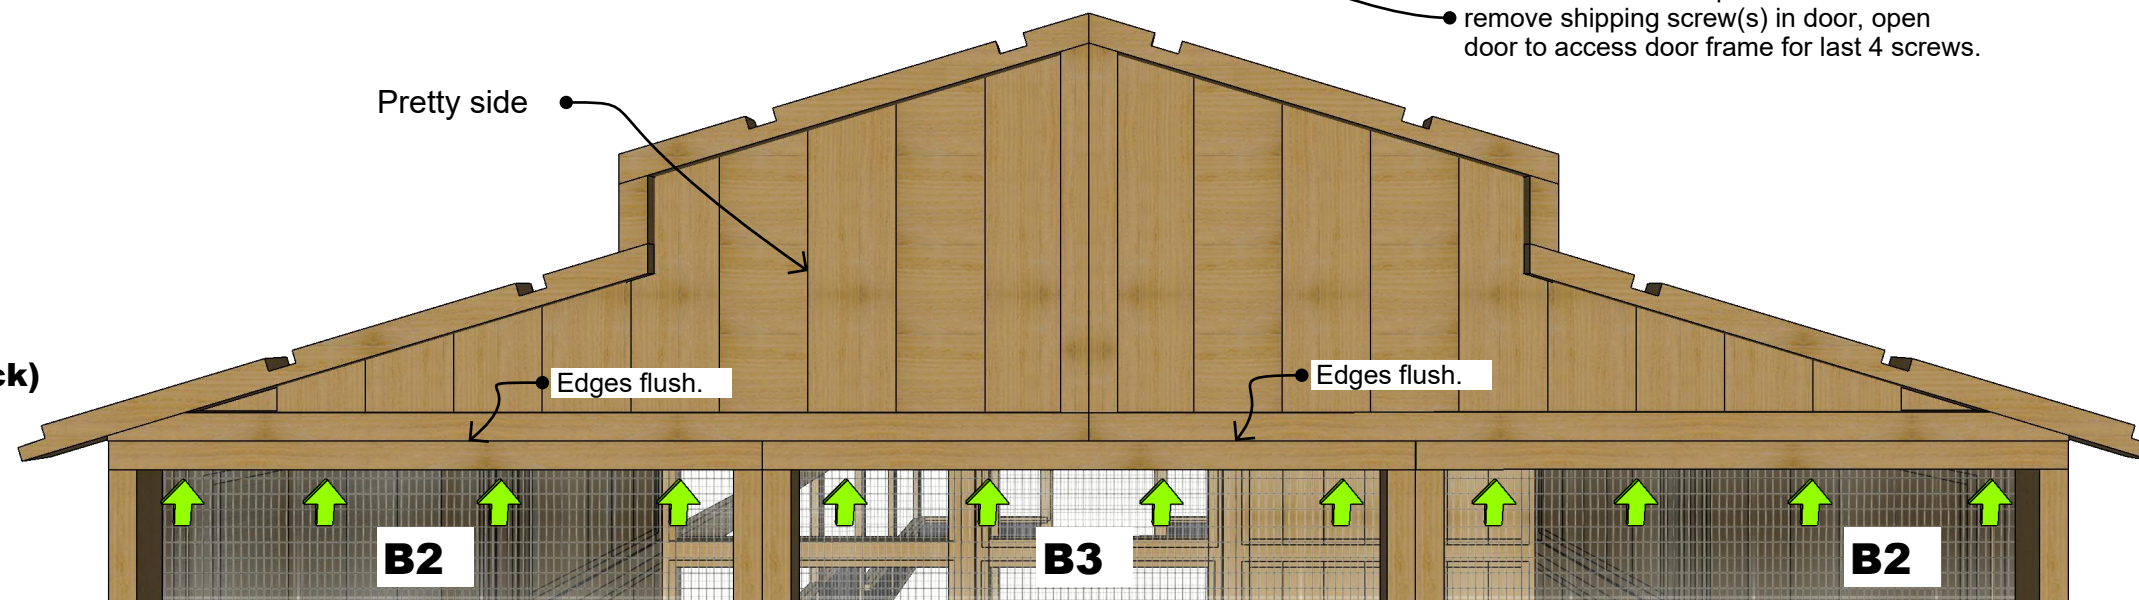 remove shipping screw(s) in door, open
door to access door frame for last 4 screws.
Pretty side
Edges flush.
Edges flush.
B2
B3
B2